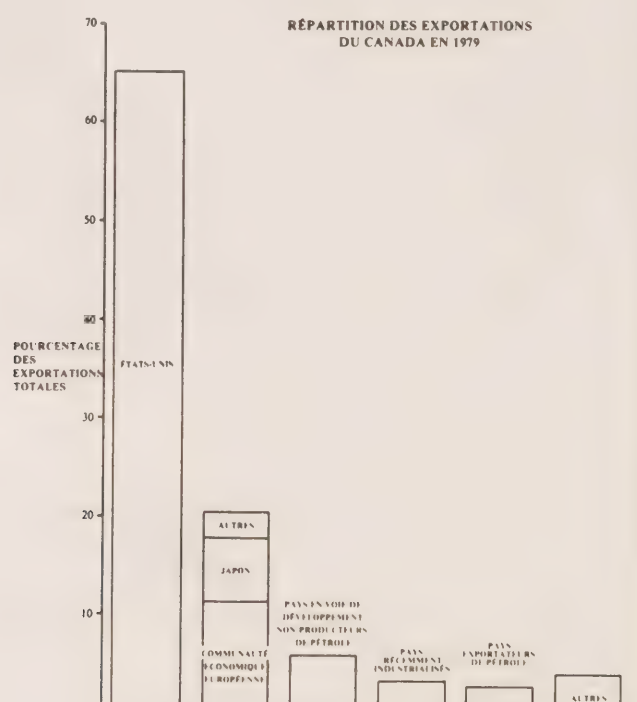 RÉPARTITION DES EXPORTATIONS
DU CANADA EN 1979
70
60
50
40
30
20
10
POURCENTAGE
DES
EXPORTATIONS
TOTALES
ÉTATS-UNIS
AUTRES
JAPON
COMMUNAUTÉ
ÉCONOMIQUE
EUROPÉENNE
PAYS EN VOIE DE
DÉVELOPPEMENT
NON PRODUCTEURS
DE PÉTROLE
PAYS
RÉCEMMENT
INDUSTRIALISÉS
PAYS
EXPORTATEURS
DE PÉTROLE
AUTRES